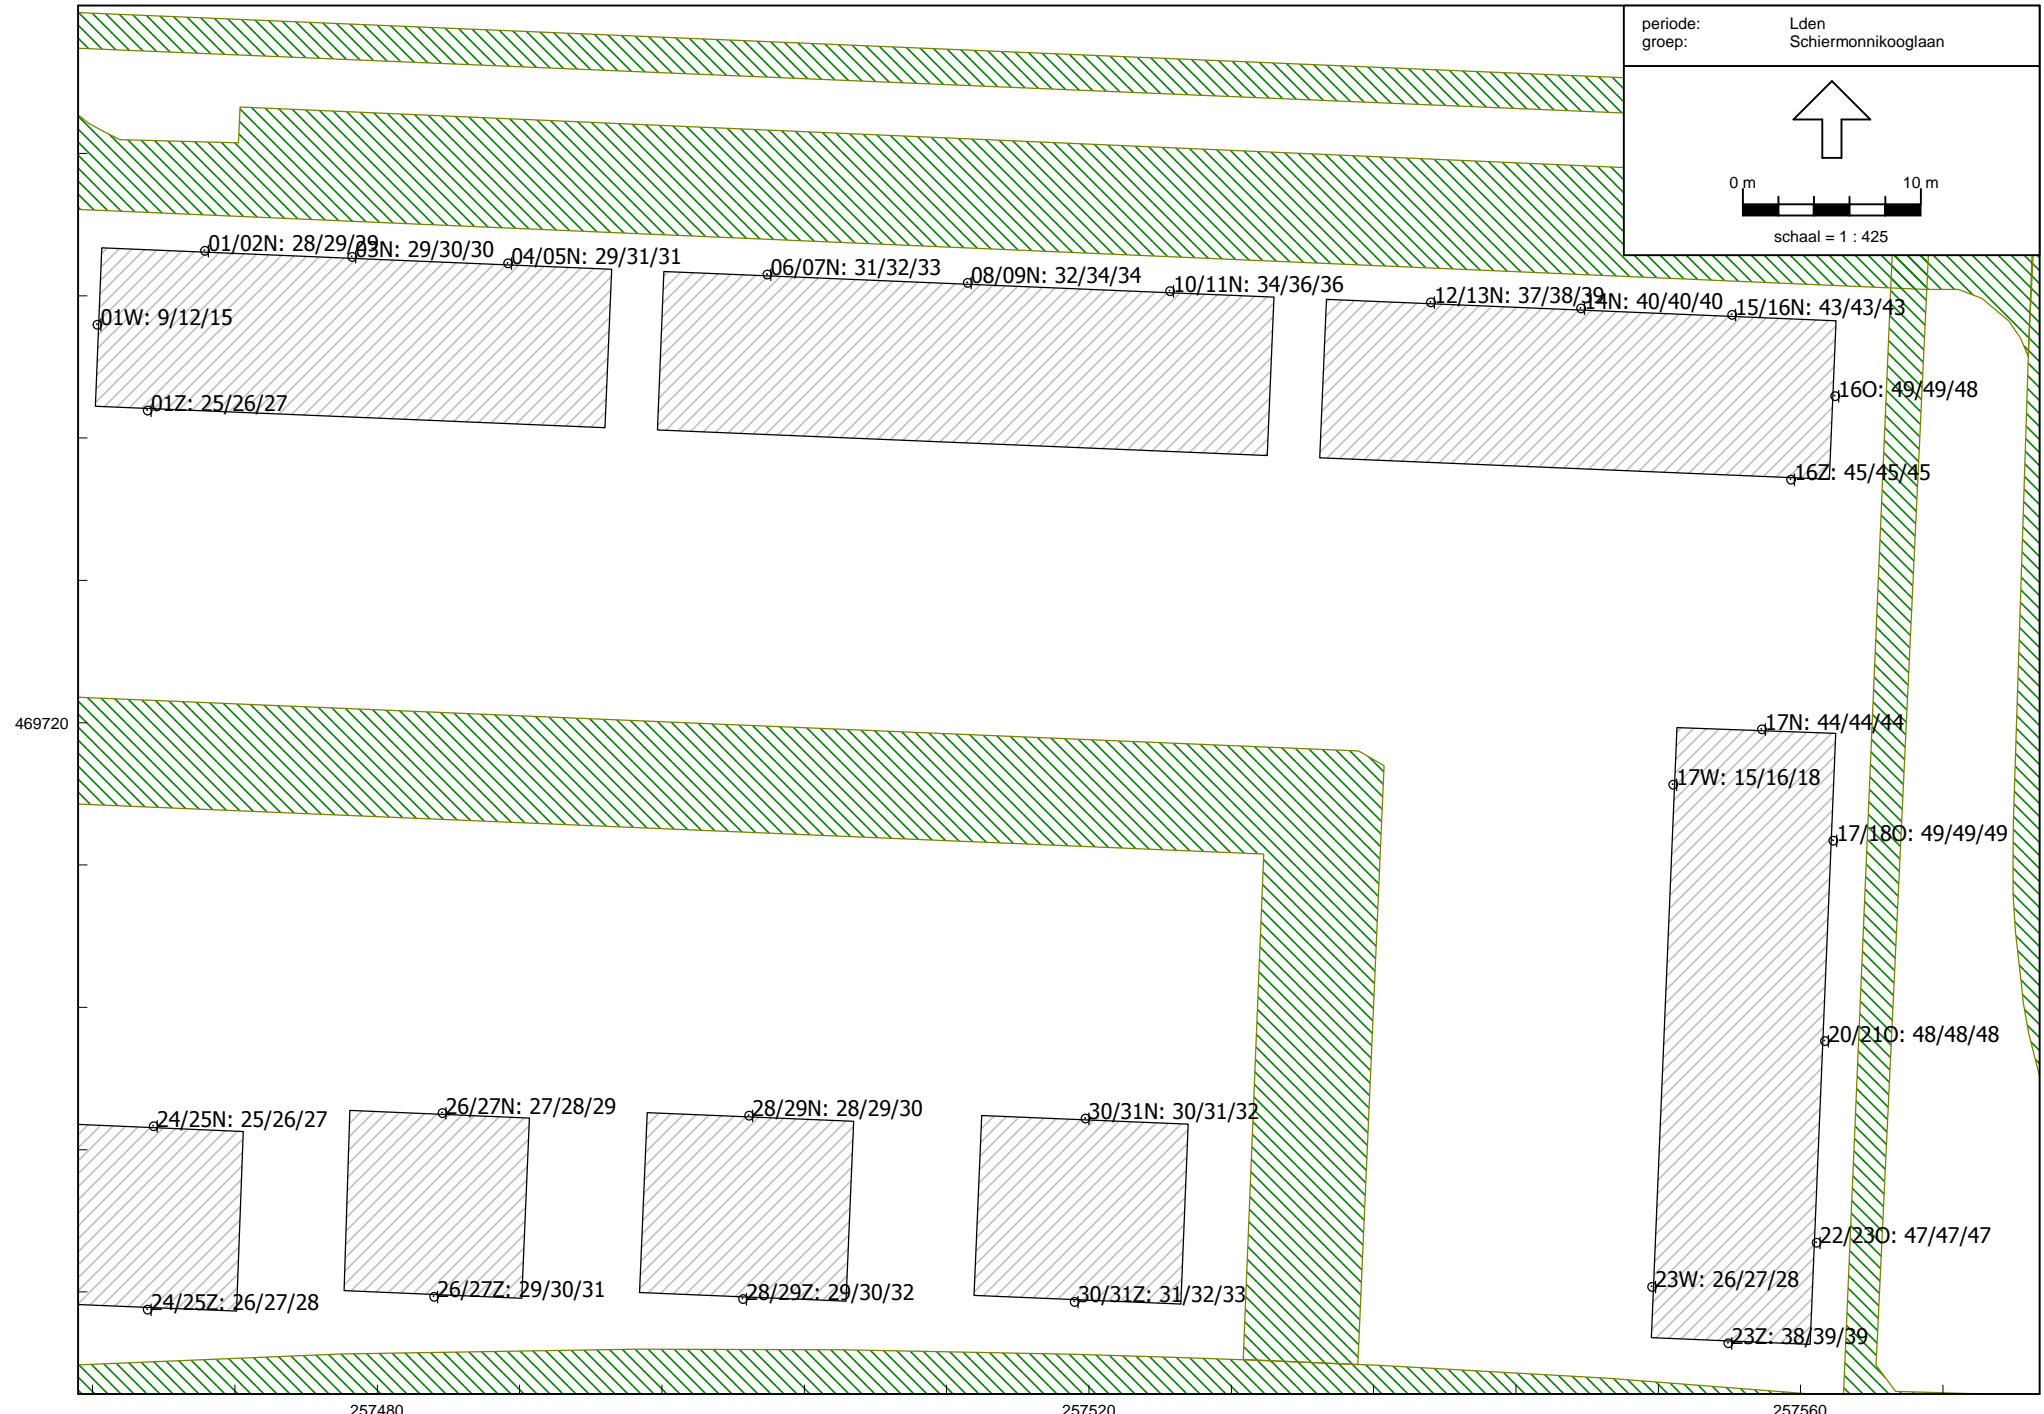 periode: Lden
groep: Schiermonnikooglaan
0 m 10 m
schaal = 1 : 425
01/02N: 28/29/29
03N: 29/30/30
04/05N: 29/31/31
06/07N: 31/32/33
08/09N: 32/34/34
10/11N: 34/36/36
12/13N: 37/38/39
14N: 40/40/40
15/16N: 43/43/43
01W: 9/12/15
16O: 49/49/48
01Z: 25/26/27
16Z: 45/45/45
469720
17N: 44/44/44
17W: 15/16/18
17/18O: 49/49/49
20/21O: 48/48/48
24/25N: 25/26/27
26/27N: 27/28/29
28/29N: 28/29/30
30/31N: 30/31/32
22/23O: 47/47/47
23W: 26/27/28
24/25Z: 26/27/28
26/27Z: 29/30/31
28/29Z: 29/30/32
30/31Z: 31/32/33
23Z: 38/39/39
257480 257520 257560